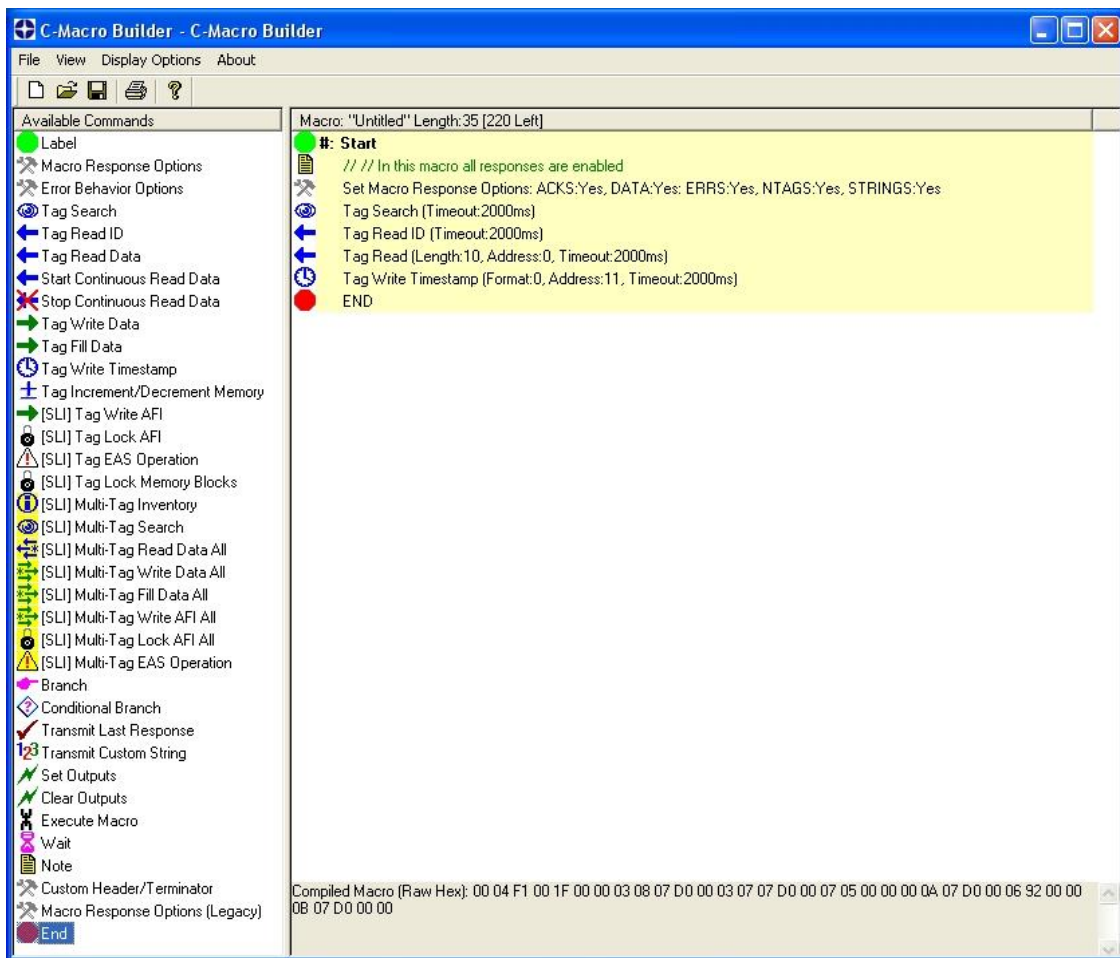 C-Macro Builder - C-Macro Builder
File View Display Options About
Available Commands
Label
Macro Response Options
Error Behavior Options
Tag Search
Tag Read ID
Tag Read Data
Start Continuous Read Data
Stop Continuous Read Data
Tag Write Data
Tag Fill Data
Tag Write Timestamp
Tag Increment/Decrement Memory
[SLI] Tag Write AFI
[SLI] Tag Lock AFI
[SLI] Tag EAS Operation
[SLI] Tag Lock Memory Blocks
[SLI] Multi-Tag Inventory
[SLI] Multi-Tag Search
[SLI] Multi-Tag Read Data All
[SLI] Multi-Tag Write Data All
[SLI] Multi-Tag Fill Data All
[SLI] Multi-Tag Write AFI All
[SLI] Multi-Tag Lock AFI All
[SLI] Multi-Tag EAS Operation
Branch
Conditional Branch
Transmit Last Response
123 Transmit Custom String
Set Outputs
Clear Outputs
Execute Macro
Wait
Note
Custom Header/Terminator
Macro Response Options (Legacy)
End
Macro: "Untitled" Length:35 [220 Left]
#: Start
// // In this macro all responses are enabled
Set Macro Response Options: ACKS:Yes, DATA:Yes: ERRS:Yes, NTAGS:Yes, STRINGS:Yes
Tag Search (Timeout:2000ms)
Tag Read ID (Timeout:2000ms)
Tag Read (Length:10, Address:0, Timeout:2000ms)
Tag Write Timestamp (Format:0, Address:11, Timeout:2000ms)
END
Compiled Macro (Raw Hex): 00 04 F1 00 1F 00 00 03 08 07 D0 00 03 07 07 D0 00 07 05 00 00 00 0A 07 D0 00 06 92 00 00
0B 07 D0 00 00